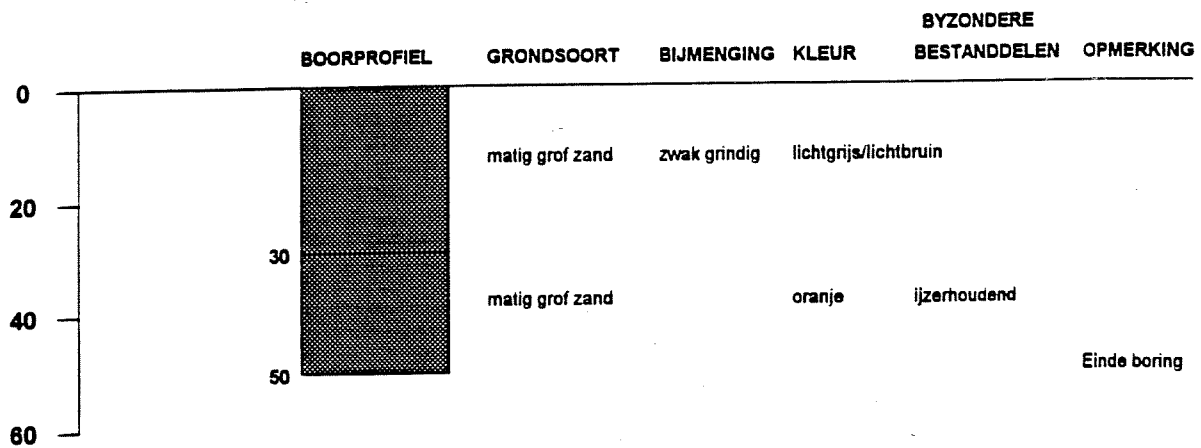 BYZONDERE
BOORPROFIEL GRONDSOORT BIJMENGING KLEUR BESTANDDELEN OPMERKING
0
matig grof zand zwak grindig lichtgrijs/lichtbruin
20
30
matig grof zand oranje ijzerhoudend
40
Einde boring
50
60